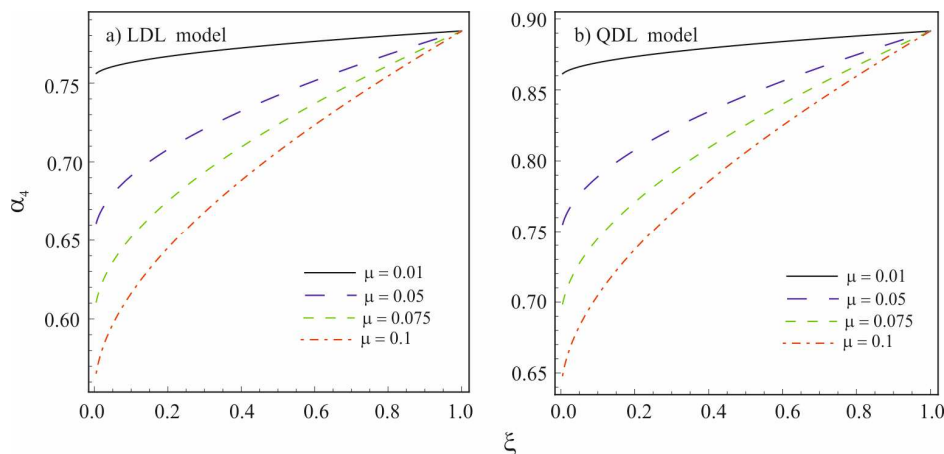 a) LDL model
0.75
0.70
0.65
0.60
α4
μ = 0.01
μ = 0.05
μ = 0.075
μ = 0.1
0.0 0.2 0.4 0.6 0.8 1.0
b) QDL model
0.90
0.85
0.80
0.75
0.70
0.65
μ = 0.01
μ = 0.05
μ = 0.075
μ = 0.1
0.0 0.2 0.4 0.6 0.8 1.0
ξ